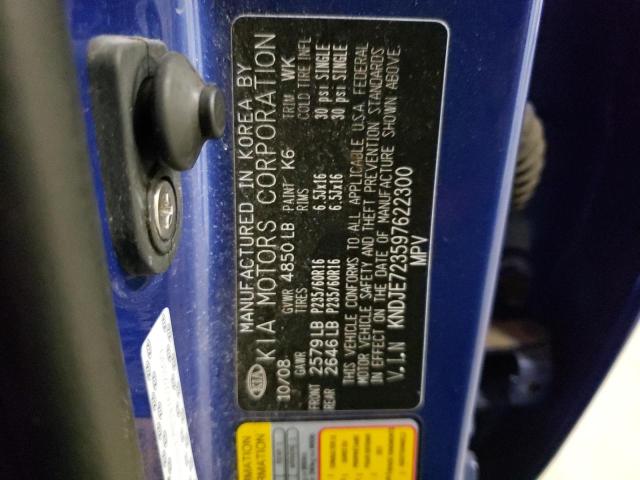 MANUFACTURED IN KOREA BY
KIA KIA MOTORS CORPORATION
10/08 GVWR 4850 LB PAINT K6 TRIM WK
GAWR TIRES RIMS COLD TIRE INFL
FRONT 2579 LB P235/60R16 6.5Jx16 30 psi SINGLE
REAR 2646 LB P235/60R16 6.5Jx16 30 psi SINGLE
THIS VEHICLE CONFORMS TO ALL APPLICABLE U.S.A. FEDERAL
MOTOR VEHICLE SAFETY AND THEFT PREVENTION STANDARDS
IN EFFECT ON THE DATE OF MANUFACTURE SHOWN ABOVE.
V.I.N KNDJE723597622300
MPV